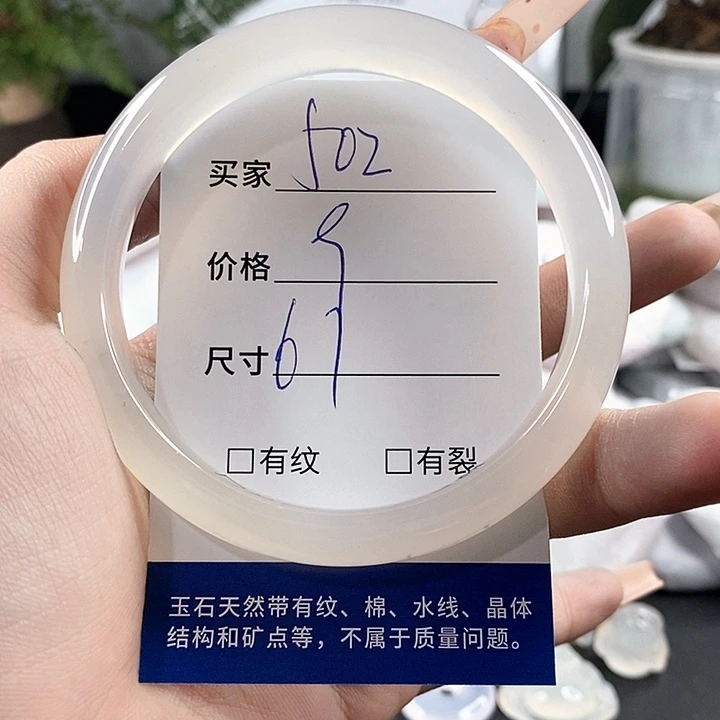 买家 502
价格 9
尺寸 61
□有纹 □有裂
玉石天然带有纹、棉、水线、晶体
结构和矿点等，不属于质量问题。